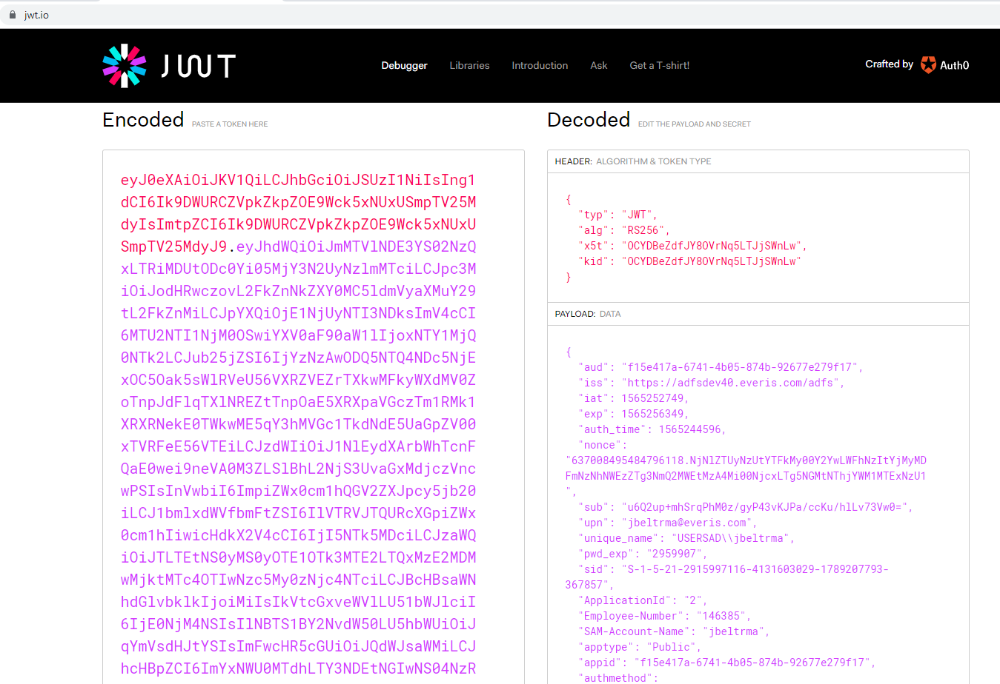 jwt.io
JWT
Debugger Libraries Introduction Ask Get a T-shirt!
Crafted by Auth0
Encoded PASTE A TOKEN HERE
eyJ0eXAiOiJKV1QiLCJhbGciOiJSUzI1NiIsIng1
dCI6Ik9DWURCZVpkZkpZOE9Wck5xNUxUSmpTV25M
dyIsImtpZCI6Ik9DWURCZVpkZkpZOE9Wck5xNUxU
SmpTV25MdyJ9.eyJhdWQiOiJmMTVlNDE3YS02NzQ
xLTRiMDUtODc0Yi05MjY3N2UyNzlmMTciLCJpc3M
iOiJodHRwczovL2FkZnNkZXY0MC5ldmVyaXMuY29
tL2FkZnMiLCJpYXQiOjE1NjUyNTI3NDksImV4cCI
6MTU2NTI1NjM0OSwiYXV0aF90aW1lIjoxNTY1MjQ
0NTk2LCJub25jZSI6IjYzNzAwODQ5NTQ4NDc5NjE
xOC5Oak5sWlRVeU56VXRZVEZrTXkwMFkyWXdMV0Z
oTnpJdFlqTXlNREZtTnpOaE5XRXpaVGczTm1RMk1
XRXRNekE0TWkwME5qY3hMVGc1TkdNdE5UaGpZV00
xTVRFeE56VTEiLCJzdWIiOiJ1NlEydXArbWhTcnF
QaE0wei9neVA0M3ZLSlBhL2NjS3UvaGxMdjczVnc
wPSIsInVwbiI6ImpiZWx0cm1hQGV2ZXJpcy5jb20
iLCJ1bmlxdWVfbmFtZSI6IlVTRVJTQURcXGpiZWx
0cm1hIiwicHdkX2V4cCI6IjI5NTk5MDciLCJzaWQ
iOiJTLTEtNS0yMS0yOTE1OTk3MTE2LTQxMzE2MDM
wMjktMTc4OTIwNzc5My0zNjc4NTciLCJBcHBsaWN
hdGlvbklkIjoiMiIsIkVtcGxveWVlLU51bWJlciI
6IjE0NjM4NSIsIlNBTS1BY2NvdW50LU5hbWUiOiJ
qYmVsdHJtYSIsImFwcHR5cGUiOiJQdWJsaWMiLCJ
hcHBpZCI6ImYxNWU0MTdhLTY3NDEtNGIwNS04NzR
Decoded EDIT THE PAYLOAD AND SECRET
HEADER: ALGORITHM & TOKEN TYPE
{
"typ": "JWT",
"alg": "RS256",
"x5t": "OCYDBeZdfJY8OVrNq5LTJjSWnLw",
"kid": "OCYDBeZdfJY8OVrNq5LTJjSWnLw"
}
PAYLOAD: DATA
{
"aud": "f15e417a-6741-4b05-874b-92677e279f17",
"iss": "https://adfsdev40.everis.com/adfs",
"iat": 1565252749,
"exp": 1565256349,
"auth_time": 1565244596,
"nonce":
"637008495484796118.NjNlZTUyNzUtYTFkMy00Y2YwLWFhNzItYjMyMD
FmNzNhNWEzZTg3NmQ2MWEtMzA4Mi00NjcxLTg5NGMtNThjYWM1MTExNzU1
",
"sub": "u6Q2up+mhSrqPhM0z/gyP43vKJPa/ccKu/hlLv73Vw0=",
"upn": "jbeltrma@everis.com",
"unique_name": "USERSAD\\jbeltrma",
"pwd_exp": "2959907",
"sid": "S-1-5-21-2915997116-4131603029-1789207793-
367857",
"ApplicationId": "2",
"Employee-Number": "146385",
"SAM-Account-Name": "jbeltrma",
"apptype": "Public",
"appid": "f15e417a-6741-4b05-874b-92677e279f17",
"authmethod":